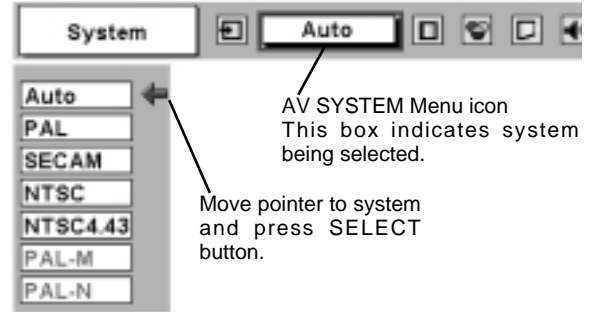 System
Auto
Auto
PAL
SECAM
NTSC
NTSC4.43
PAL-M
PAL-N
AV SYSTEM Menu icon
This box indicates system
being selected.
Move pointer to system
and press SELECT
button.